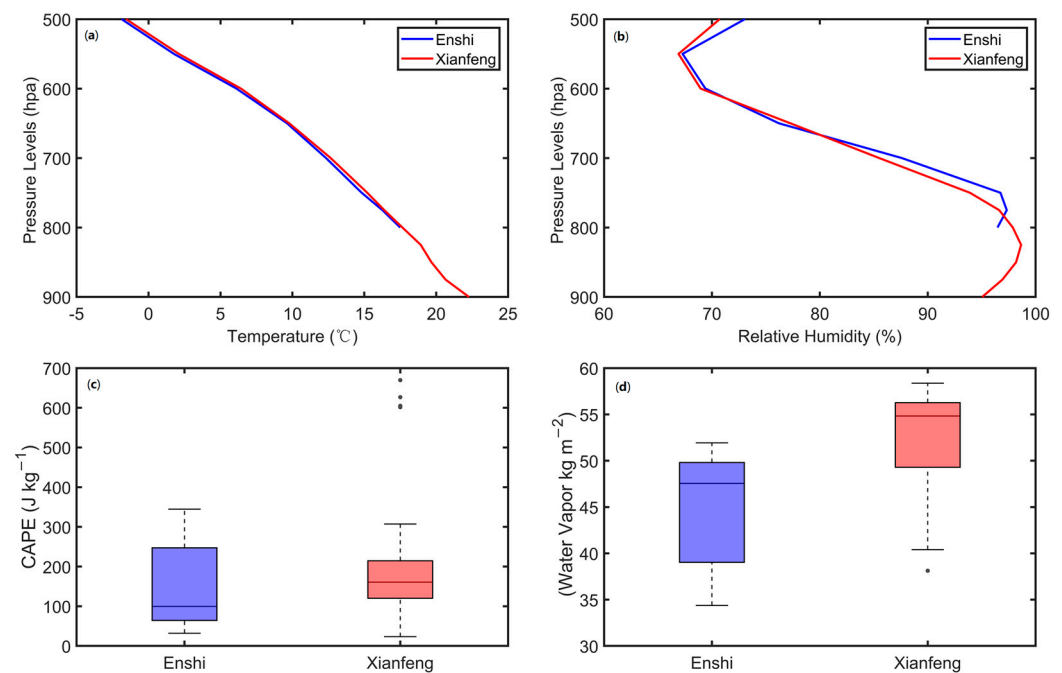 (a)
Enshi
Xianfeng
Pressure Levels (hpa)
500
600
700
800
900
-5
0
5
10
15
20
25
Temperature (℃)
(b)
Enshi
Xianfeng
Pressure Levels (hpa)
500
600
700
800
900
60
70
80
90
100
Relative Humidity (%)
(c)
CAPE (J kg−1)
700
600
500
400
300
200
100
0
Enshi
Xianfeng
(d)
(Water Vapor kg m−2)
60
55
50
45
40
35
30
Enshi
Xianfeng